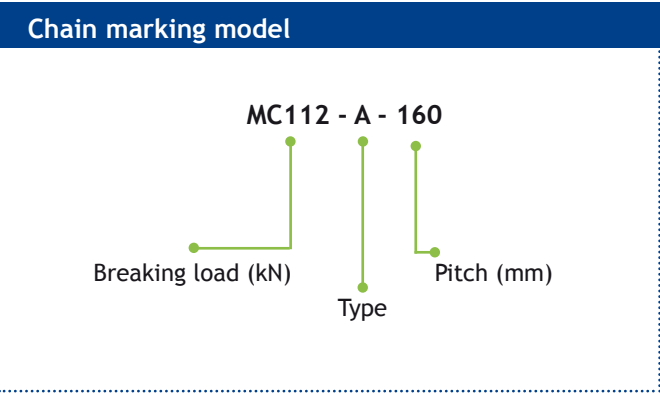 Chain marking model
MC112 - A - 160
Breaking load (kN)
Pitch (mm)
Type